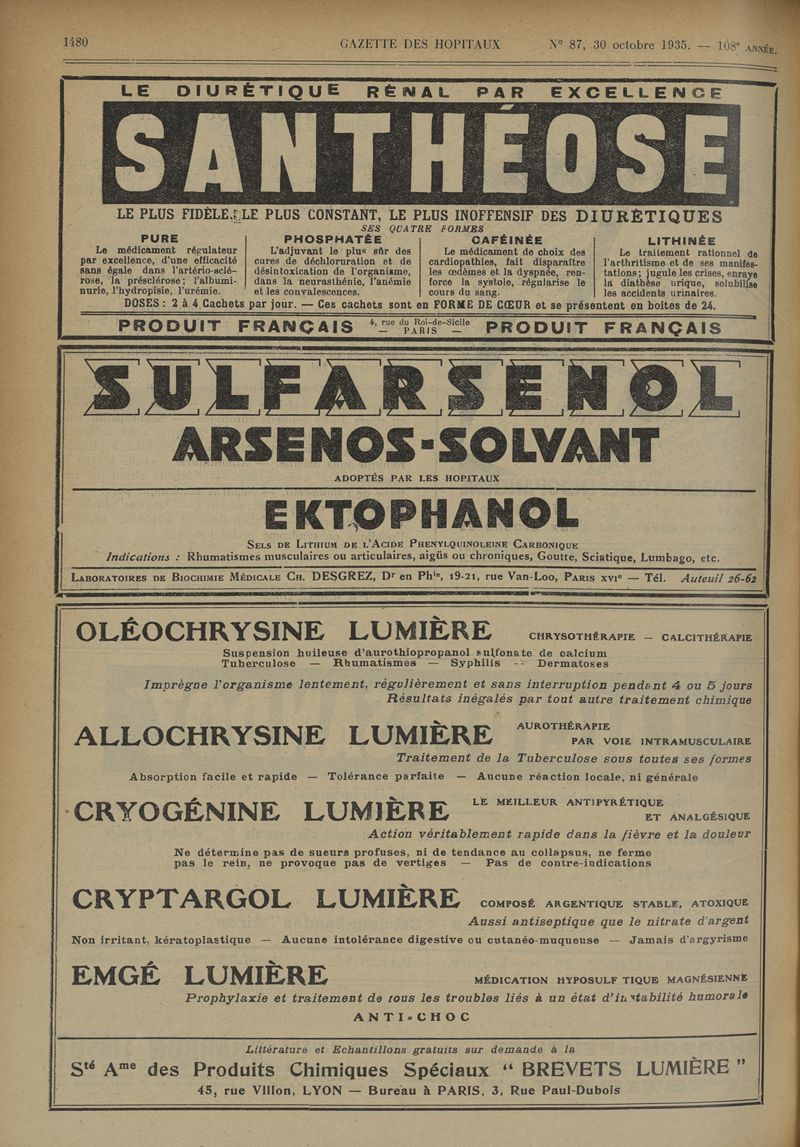 1480 GAZETTE DES HOPITAUX N° 87, 30 octobre 1935. — 108e ANNÉE.
LE DIURÉTIQUE RÉNAL PAR EXCELLENCE
SANTHÉOSE
LE PLUS FIDÈLE, LE PLUS CONSTANT, LE PLUS INOFFENSIF DES DIURÉTIQUES
SES QUATRE FORMES
PURE
Le médicament régulateur
par excellence, d'une efficacité
sans égale dans l'artério-sclé-
rose, la présclérose; l'albumi-
nurie, l'hydropisie, l'urémie.
PHOSPHATÉE
L'adjuvant le plus sûr des
cures de déchloruration et de
désintoxication de l'organisme,
dans la neurasthénie, l'anémie
et les convalescences.
CAFÉINÉE
Le médicament de choix des
cardiopathies, fait disparaître
les œdèmes et la dyspnée, ren-
force la systole, régularise le
cours du sang.
LITHINÉE
Le traitement rationnel de
l'arthritisme et de ses manifes-
tations; jugule les crises, enraye
la diathèse urique, solubilise
les accidents urinaires.
DOSES : 2 à 4 Cachets par jour. — Ces cachets sont en FORME DE CŒUR et se présentent en boites de 24.
PRODUIT FRANÇAIS 4, rue du Roi-de-Sicile — PARIS — PRODUIT FRANÇAIS
SULFARSENOL
ARSENOS-SOLVANT
ADOPTÉS PAR LES HOPITAUX
EKTOPHANOL
SELS DE LITHIUM DE L'ACIDE PHENYLQUINOLEINE CARBONIQUE
Indications : Rhumatismes musculaires ou articulaires, aigüs ou chroniques, Goutte, Sciatique, Lumbago, etc.
LABORATOIRES DE BIOCHIMIE MÉDICALE CH. DESGREZ, Dr en Phie, 19-21, rue Van-Loo, PARIS XVIe — Tél. Auteuil 26-62
OLÉOCHRYSINE LUMIÈRE CHRYSOTHÉRAPIE — CALCITHÉRAPIE
Suspension huileuse d'aurothiopropanol sulfonate de calcium
Tuberculose — Rhumatismes — Syphilis -- Dermatoses
Imprègne l'organisme lentement, régulièrement et sans interruption pendant 4 ou 5 jours
Résultats inégalés par tout autre traitement chimique
ALLOCHRYSINE LUMIÈRE AUROTHÉRAPIE
PAR VOIE INTRAMUSCULAIRE
Traitement de la Tuberculose sous toutes ses formes
Absorption facile et rapide — Tolérance parfaite — Aucune réaction locale, ni générale
CRYOGÉNINE LUMIÈRE LE MEILLEUR ANTIPYRÉTIQUE
ET ANALGÉSIQUE
Action véritablement rapide dans la fièvre et la douleur
Ne détermine pas de sueurs profuses, ni de tendance au collapsus, ne ferme
pas le rein, ne provoque pas de vertiges — Pas de contre-indications
CRYPTARGOL LUMIÈRE COMPOSÉ ARGENTIQUE STABLE, ATOXIQUE
Aussi antiseptique que le nitrate d'argent
Non irritant, kératoplastique — Aucune intolérance digestive ou cutanéo-muqueuse — Jamais d'argyrisme
EMGÉ LUMIÈRE MÉDICATION HYPOSULF TIQUE MAGNÉSIENNE
Prophylaxie et traitement de tous les troubles liés à un état d'instabilité humorale
ANTI-CHOC
Littérature et Echantillons gratuits sur demande à la
Sté Ame des Produits Chimiques Spéciaux “ BREVETS LUMIÈRE ”
45, rue Villon, LYON — Bureau à PARIS, 3, Rue Paul-Dubois